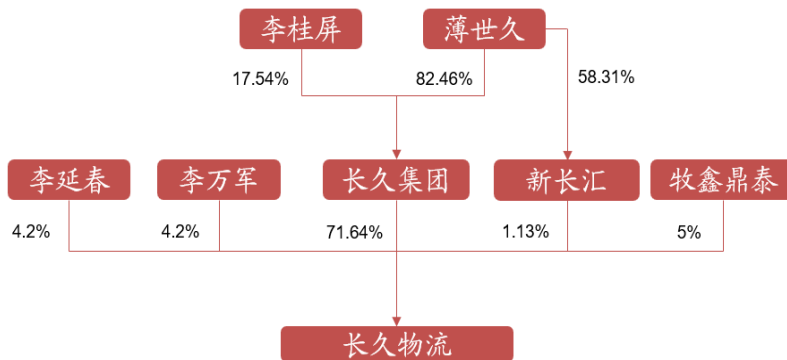 李桂屏 薄世久
17.54% 82.46% 58.31%
李延春 李万军 长久集团 新长汇 牧鑫鼎泰
4.2% 4.2% 71.64% 1.13% 5%
长久物流